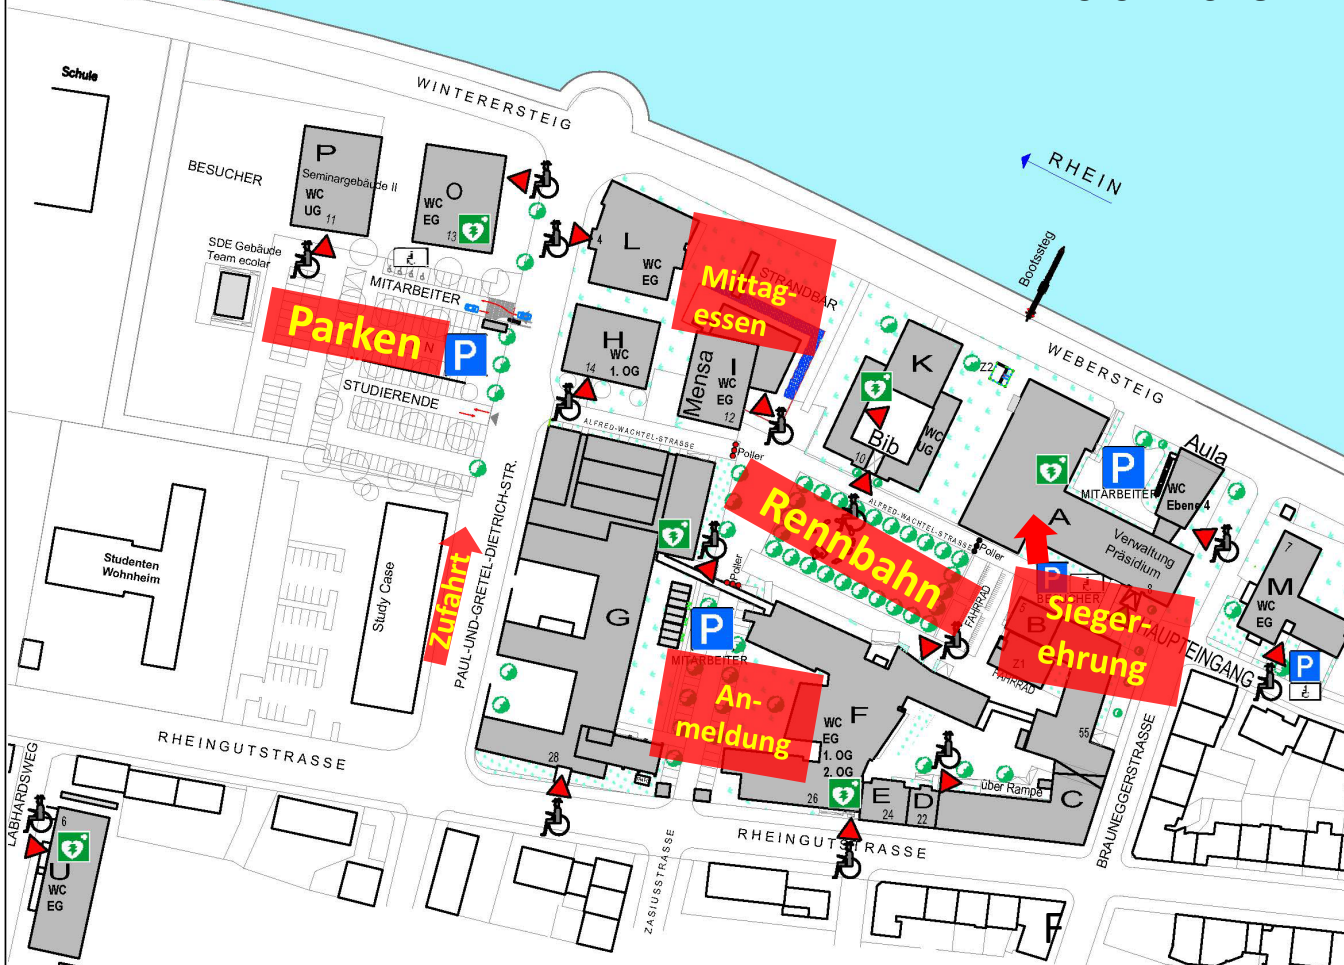 Schule
WINTERERSTEIG
RHEIN
BESUCHER
P
Seminargebäude II
WC
UG
11
O
WC
EG
13
SDE Gebäude
Team ecolar
MITARBEITER
Parken
P
STUDIERENDE
4
L
WC
EG
Mittag-
essen
STRANDBAR
H
WC
1. OG
14
Mensa
I
WC
EG
12
K
Bib
WC
UG
10
Z2
Bootssteg
WEBERSTEIG
Aula
P
MITARBEITER
WC
Ebene 4
A
Verwaltung
Präsidium
ALFRED-WACHTEL-STRASSE
Poller
Rennbahn
ALFRED-WACHTEL-STRASSE
Poller
Poller
FAHRRAD
P
BESUCHER
8
5
B
Z1
FAHRRAD
Sieger-
ehrung
HAUPTEINGANG
7
M
WC
EG
P
Studenten
Wohnheim
Study Case
Zufahrt
PAUL-UND-GRETEL-DIETRICH-STR.
G
P
MITARBEITER
An-
meldung
F
WC
EG
1. OG
2. OG
26
28
E
24
D
22
C
55
über Rampe
RHEINGUTSTRASSE
RHEINGUTSTRASSE
BRAUNEGGERSTRASSE
ZASIUSSTRASSE
LABHARDSWEG
6
U
WC
EG